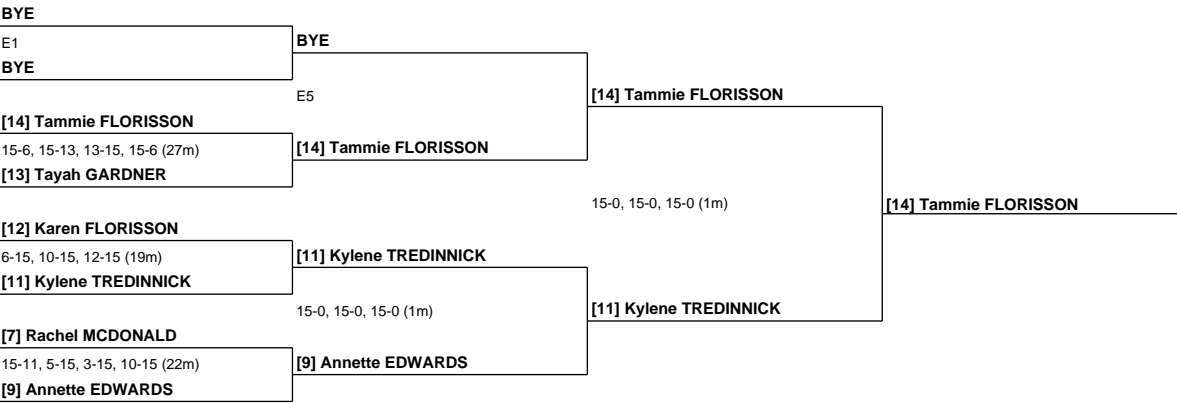 BYE
E1
BYE
BYE
E5
[14] Tammie FLORISSON
[14] Tammie FLORISSON
15-6, 15-13, 13-15, 15-6 (27m)
[14] Tammie FLORISSON
[13] Tayah GARDNER
15-0, 15-0, 15-0 (1m)
[14] Tammie FLORISSON
[12] Karen FLORISSON
6-15, 10-15, 12-15 (19m)
[11] Kylene TREDINNICK
[11] Kylene TREDINNICK
15-0, 15-0, 15-0 (1m)
[11] Kylene TREDINNICK
[7] Rachel MCDONALD
15-11, 5-15, 3-15, 10-15 (22m)
[9] Annette EDWARDS
[9] Annette EDWARDS